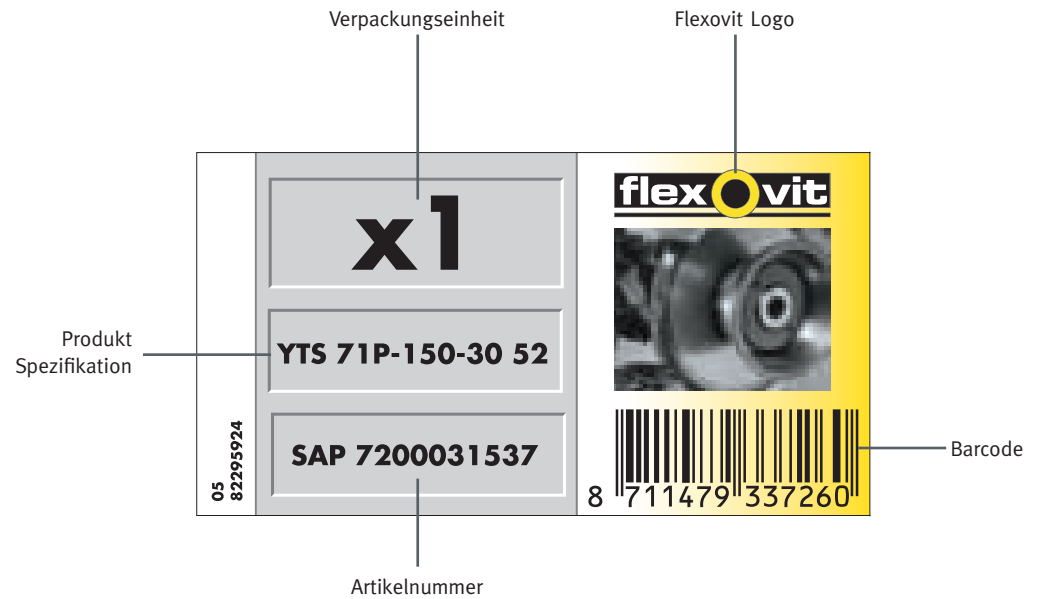 Verpackungseinheit
Flexovit Logo
flexovit
x1
Produkt
Spezifikation
YTS 71P-150-30 52
05
82295924
SAP 7200031537
Barcode
8 711479 337260
Artikelnummer